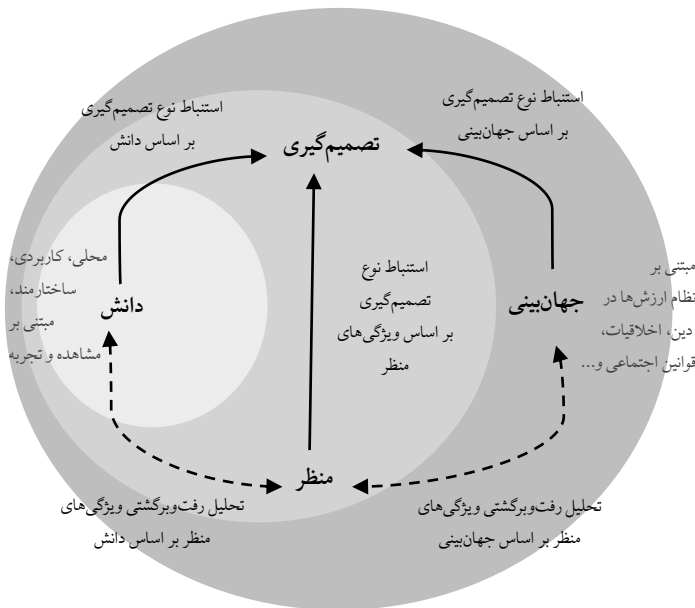 استنباط نوع تصمیم‌گیری
بر اساس جهان‌بینی
استنباط نوع تصمیم‌گیری
بر اساس دانش
تصمیم‌گیری
مبتنی بر
نظام ارزش‌ها در
دین، اخلاقیات،
قوانین اجتماعی و...
جهان‌بینی
استنباط نوع
تصمیم‌گیری
بر اساس ویژگی‌های
منظر
دانش
محلی، کاربردی،
ساختارمند،
مبتنی بر
مشاهده و تجربه
منظر
تحلیل رفت‌وبرگشتی ویژگی‌های
منظر بر اساس جهان‌بینی
تحلیل رفت‌وبرگشتی ویژگی‌های
منظر بر اساس دانش